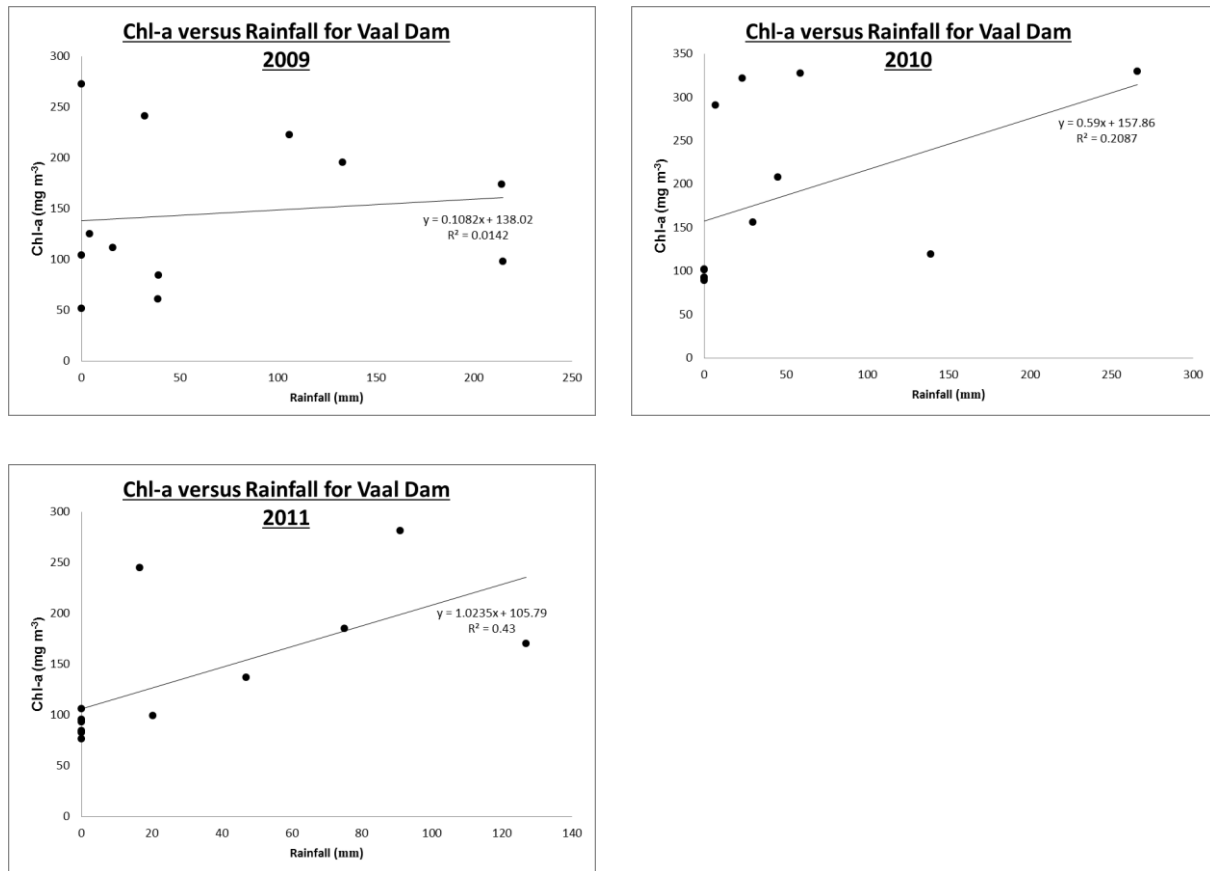 Chl-a versus Rainfall for Vaal Dam
2009
300
250
200
150
100
50
0
Chl-a (mg m⁻³)
y = 0.1082x + 138.02
R² = 0.0142
0 50 100 150 200 250
Rainfall (mm)
Chl-a versus Rainfall for Vaal Dam
2010
350
300
250
200
150
100
50
0
Chl-a (mg m⁻³)
y = 0.59x + 157.86
R² = 0.2087
0 50 100 150 200 250 300
Rainfall (mm)
Chl-a versus Rainfall for Vaal Dam
2011
300
250
200
150
100
50
0
Chl-a (mg m⁻³)
y = 1.0235x + 105.79
R² = 0.43
0 20 40 60 80 100 120 140
Rainfall (mm)